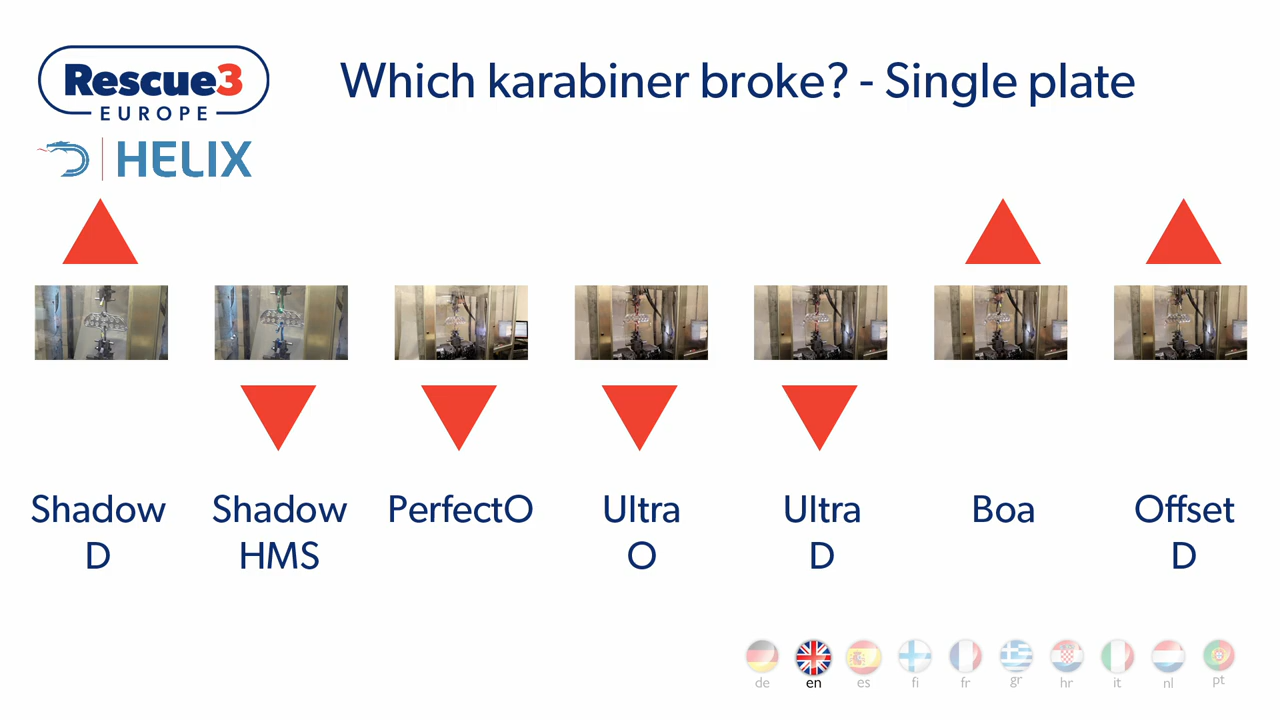 Rescue3
EUROPE
HELIX
Which karabiner broke? - Single plate
Shadow
D
Shadow
HMS
PerfectO
Ultra
O
Ultra
D
Boa
Offset
D
de
en
es
fi
fr
gr
hr
it
nl
pt